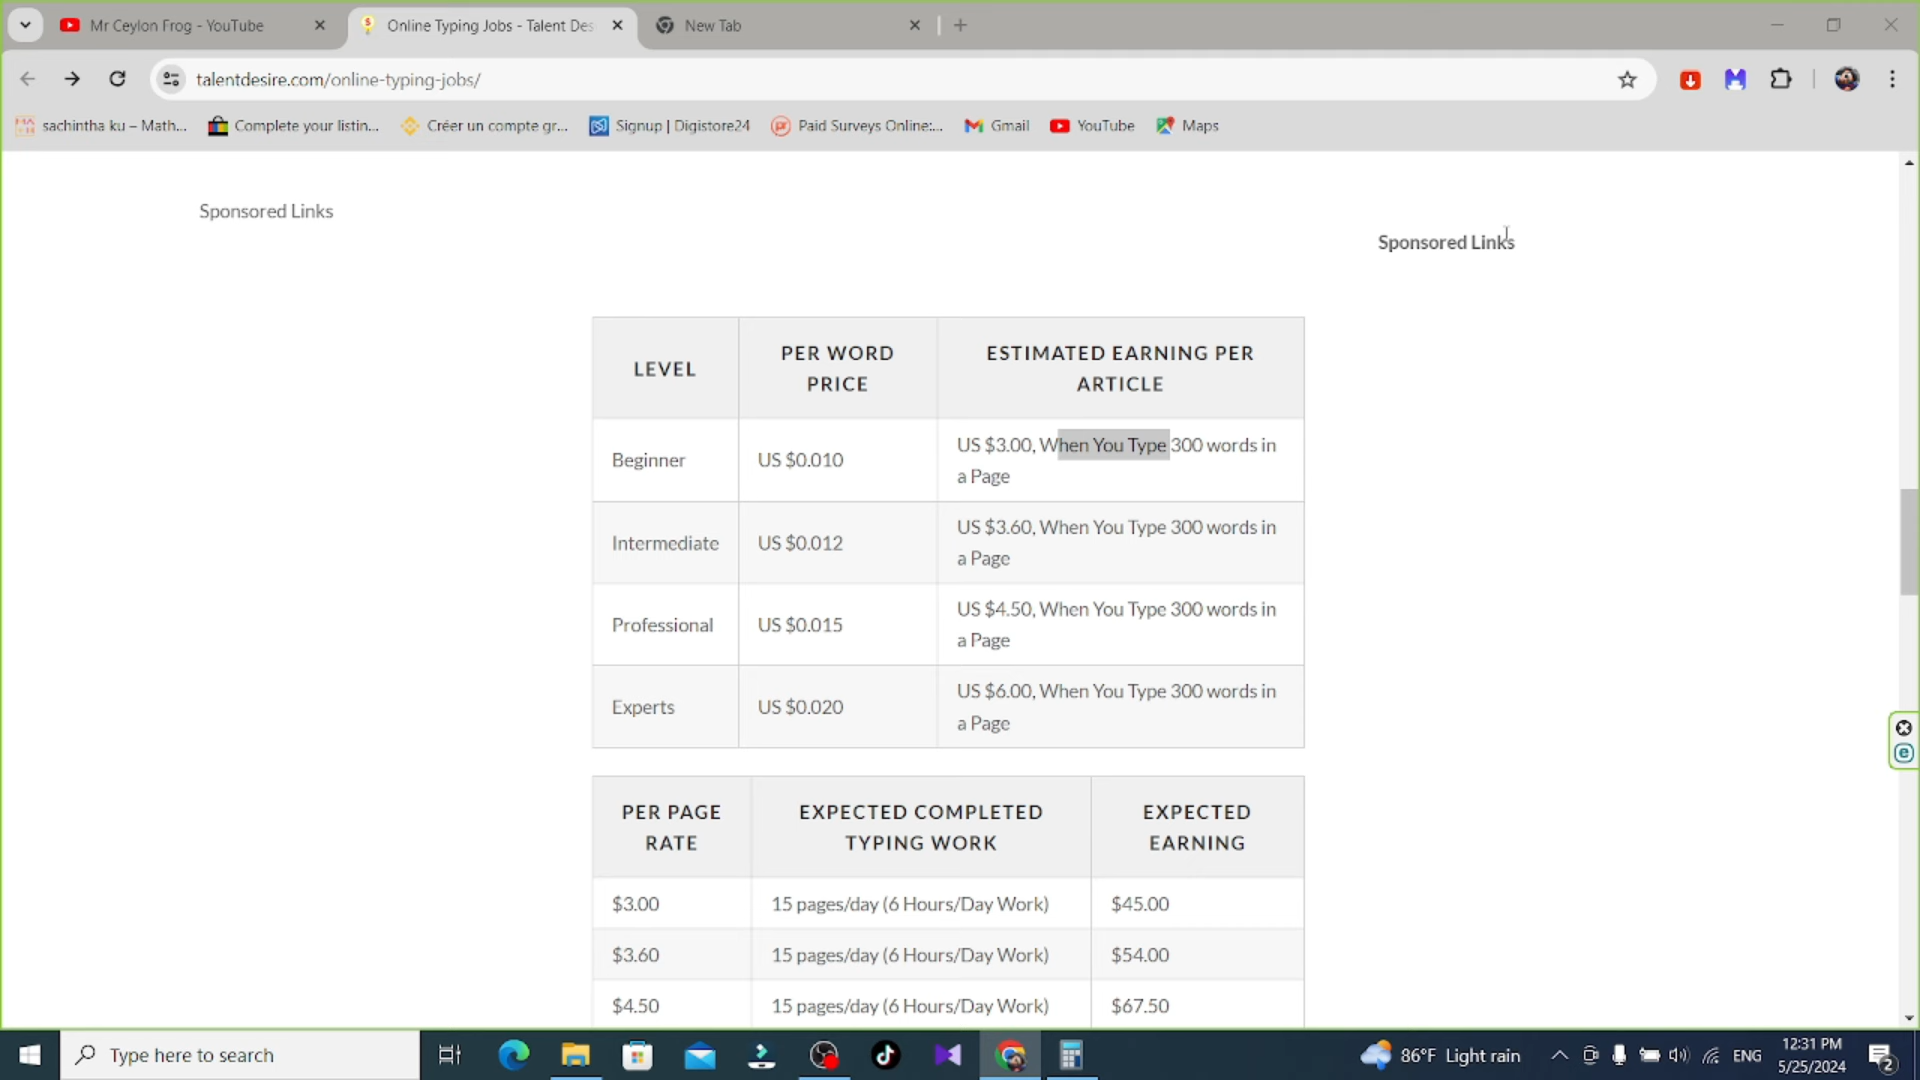 Mr Ceylon Frog - YouTube
Online Typing Jobs - Talent Des
New Tab
talentdesire.com/online-typing-jobs/
sachintha ku – Math...
Complete your listin...
Créer un compte gr...
Signup | Digistore24
Paid Surveys Online:...
Gmail
YouTube
Maps
Sponsored Links
Sponsored Links
LEVEL
PER WORD
PRICE
ESTIMATED EARNING PER
ARTICLE
Beginner
US $0.010
US $3.00, When You Type 300 words in
a Page
Intermediate
US $0.012
US $3.60, When You Type 300 words in
a Page
Professional
US $0.015
US $4.50, When You Type 300 words in
a Page
Experts
US $0.020
US $6.00, When You Type 300 words in
a Page
PER PAGE
RATE
EXPECTED COMPLETED
TYPING WORK
EXPECTED
EARNING
$3.00
15 pages/day (6 Hours/Day Work)
$45.00
$3.60
15 pages/day (6 Hours/Day Work)
$54.00
$4.50
15 pages/day (6 Hours/Day Work)
$67.50
Type here to search
86°F Light rain
ENG
12:31 PM
5/25/2024
2